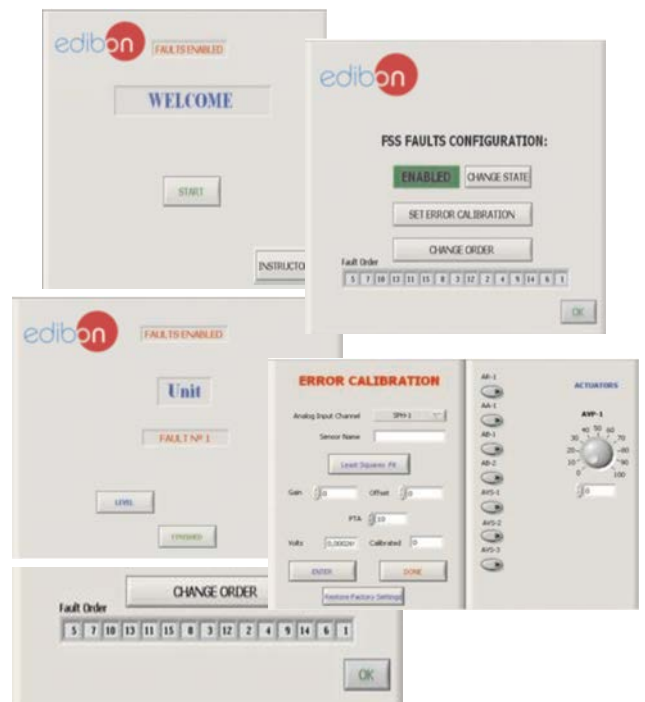 edibon
FAULTS ENABLED
WELCOME
START
INSTRUCTO
edibon
FSS FAULTS CONFIGURATION:
ENABLED CHANGE STATE
SET ERROR CALIBRATION
CHANGE ORDER
Fault Order
5 7 10 13 11 15 8 3 12 2 4 9 14 6 1
OK
edibon
FAULTS ENABLED
Unit
FAULT Nº 1
LEVEL
FINISHED
ERROR CALIBRATION
Analog Input Channel
Sensor Name
Least Squares Fit
Gain 0 Offset 0
PTA 10
Volts Calibrated 0
ENTER DONE
Restore Factory Settings
AR-1
AA-1
AB-1
AB-2
AVS-1
AVS-2
AVS-3
ACTUATORS
AVP-1
0 10 20 30 40 50 60 70 80 90 100
0
CHANGE ORDER
Fault Order
5 7 10 13 11 15 8 3 12 2 4 9 14 6 1
OK